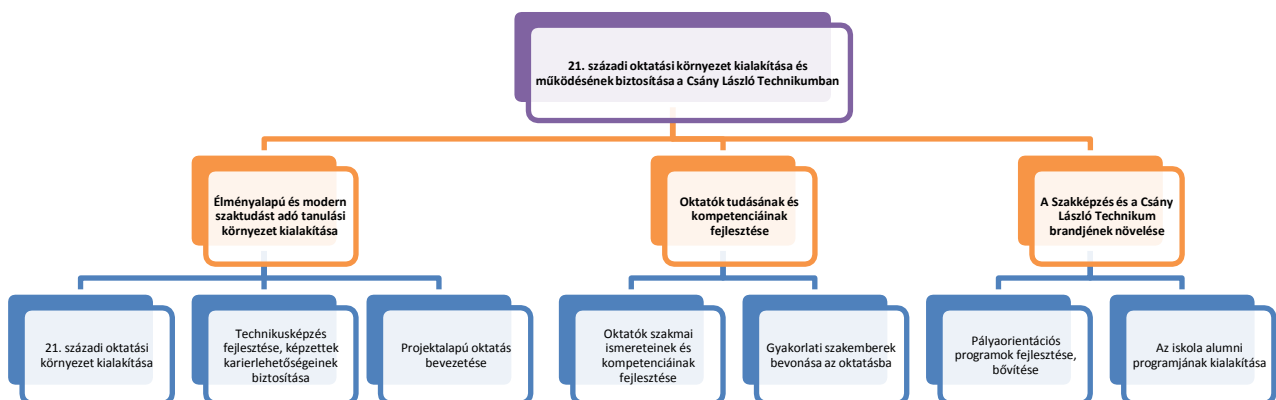 21. századi oktatási környezet kialakítása és
működésének biztosítása a Csány László Technikumban
Élményalapú és modern
szaktudást adó tanulási
környezet kialakítása
Oktatók tudásának és
kompetenciáinak
fejlesztése
A Szakképzés és a Csány
László Technikum
brandjének növelése
21. századi oktatási
környezet kialakítása
Technikusképzés
fejlesztése, képzettek
karierlehetőségeinek
biztosítása
Projektalapú oktatás
bevezetése
Oktatók szakmai
ismereteinek és
kompetenciáinak
fejlesztése
Gyakorlati szakemberek
bevonása az oktatásba
Pályaorientációs
programok fejlesztése,
bővítése
Az iskola alumni
programjának kialakítása